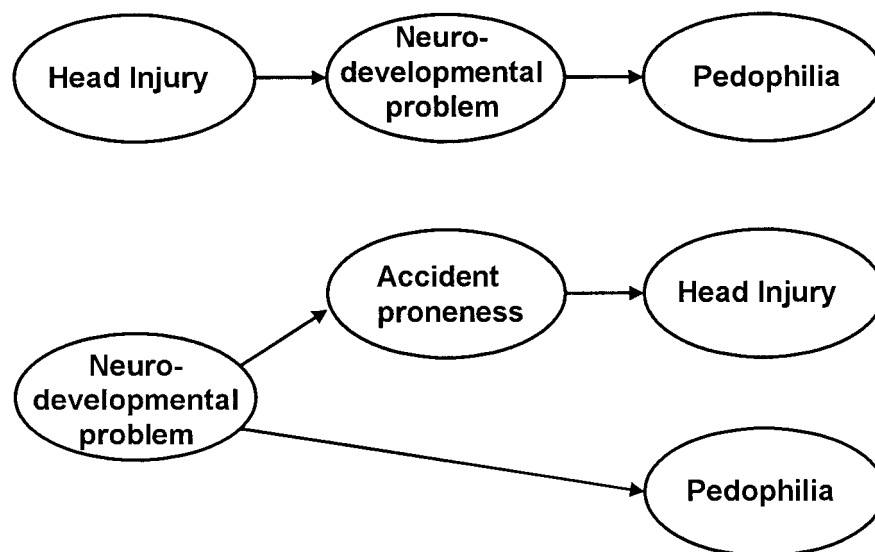 Head Injury
Neuro-
developmental
problem
Pedophilia
Accident
proneness
Head Injury
Neuro-
developmental
problem
Pedophilia